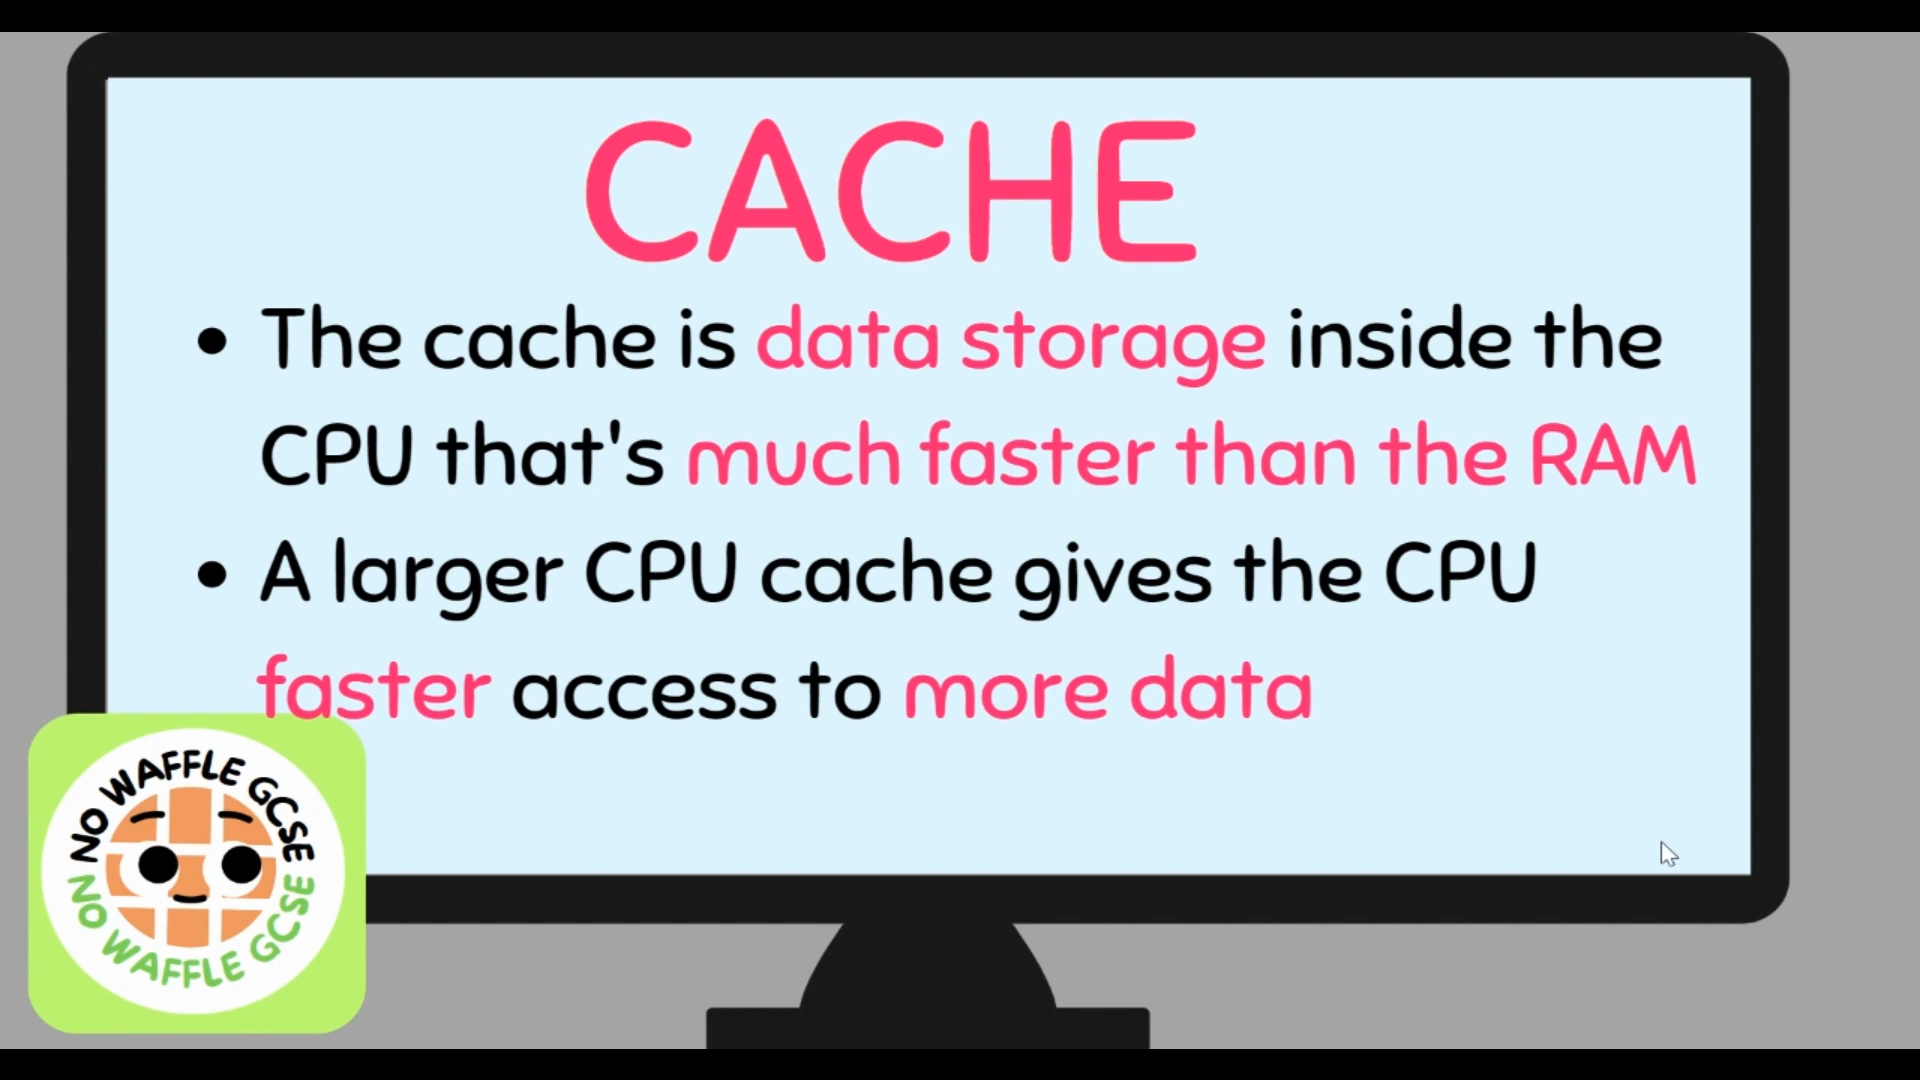 CACHE
• The cache is data storage inside the
CPU that's much faster than the RAM
• A larger CPU cache gives the CPU
faster access to more data
NO WAFFLE GCSE
NO WAFFLE GCSE